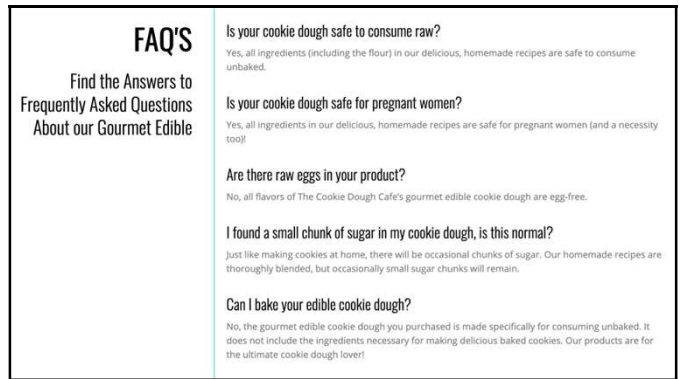 FAQ'S
Find the Answers to
Frequently Asked Questions
About our Gourmet Edible
Is your cookie dough safe to consume raw?
Yes, all ingredients (including the flour) in our delicious, homemade recipes are safe to consume
unbaked.
Is your cookie dough safe for pregnant women?
Yes, all ingredients in our delicious, homemade recipes are safe for pregnant women (and a necessity
too)!
Are there raw eggs in your product?
No, all flavors of The Cookie Dough Cafe's gourmet edible cookie dough are egg-free.
I found a small chunk of sugar in my cookie dough, is this normal?
Just like making cookies at home, there will be occasional chunks of sugar. Our homemade recipes are
thoroughly blended, but occasionally small sugar chunks will remain.
Can I bake your edible cookie dough?
No, the gourmet edible cookie dough you purchased is made specifically for consuming unbaked. It
does not include the ingredients necessary for making delicious baked cookies. Our products are for
the ultimate cookie dough lover!